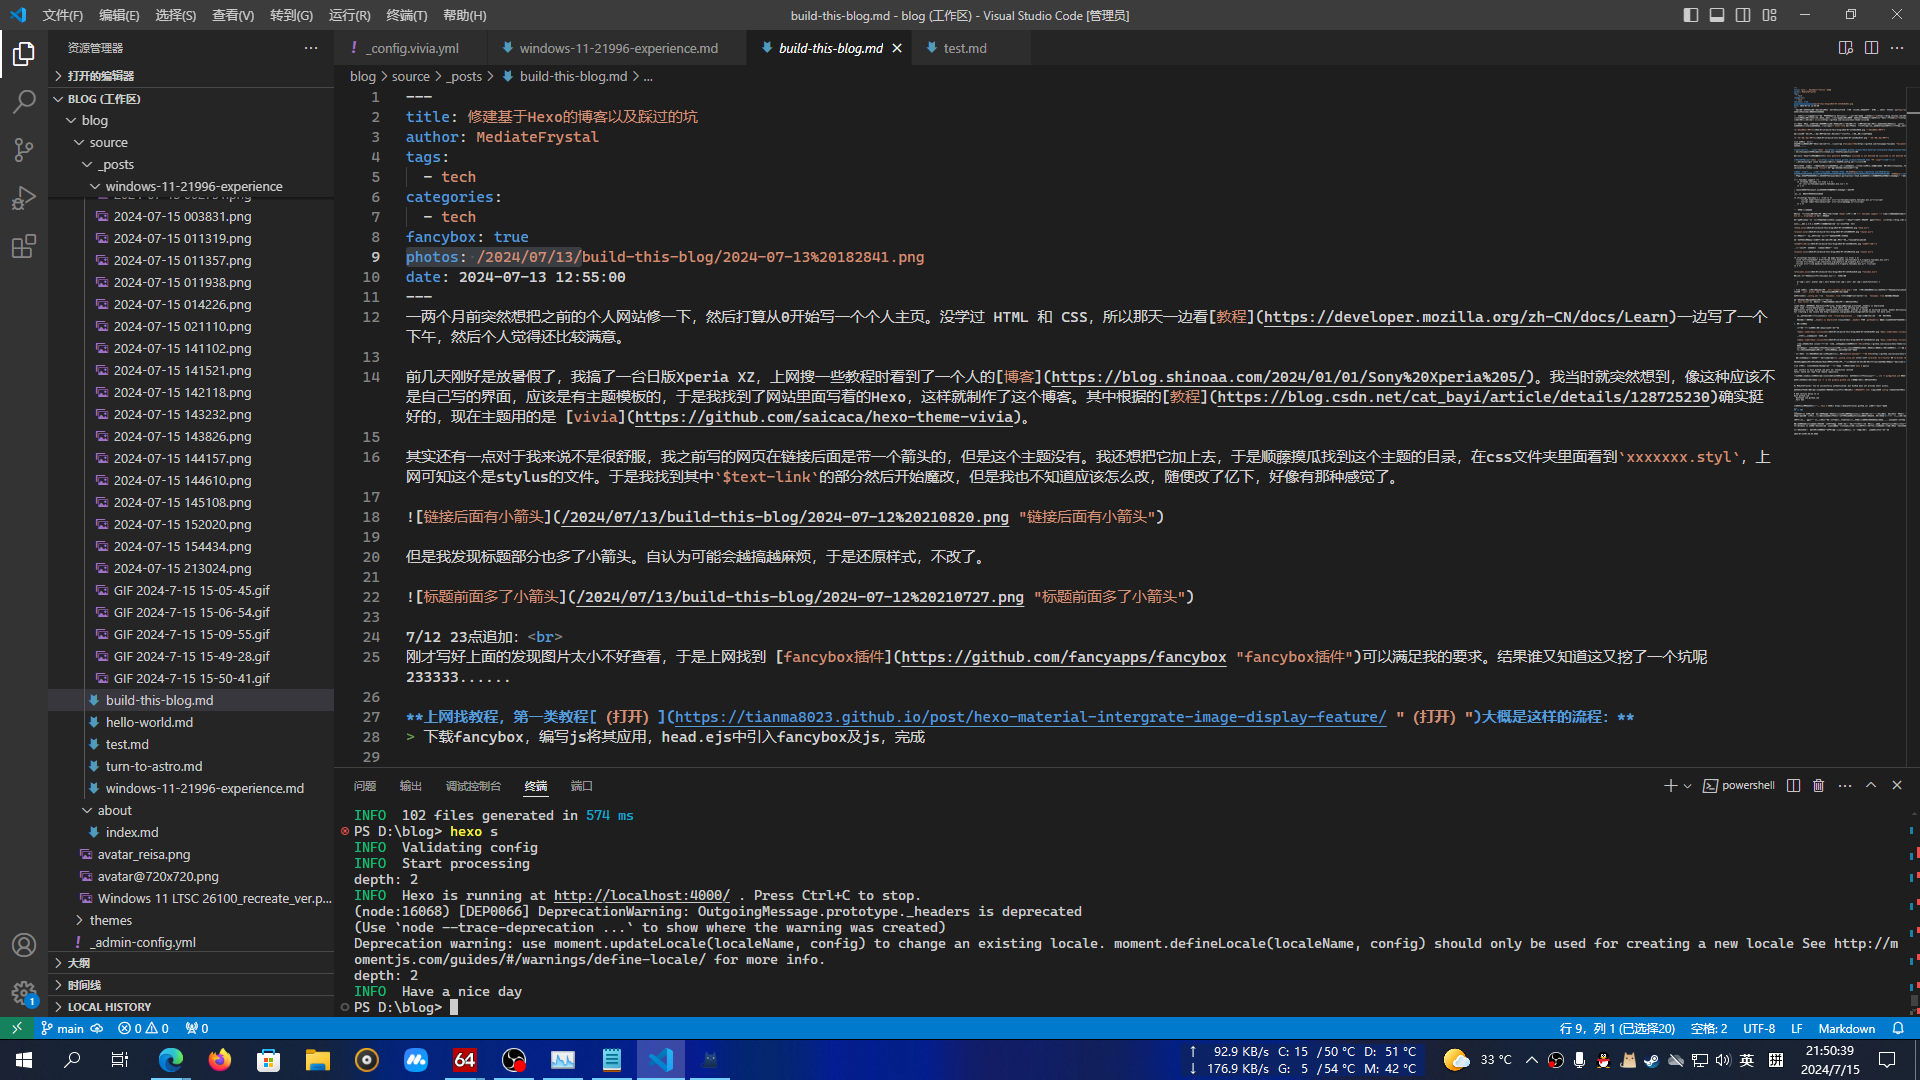 文件(F) 编辑(E) 选择(S) 查看(V) 转到(G) 运行(R) 终端(T) 帮助(H)
build-this-blog.md - blog (工作区) - Visual Studio Code [管理员]
资源管理器
打开的编辑器
BLOG (工作区)
blog
source
_posts
windows-11-21996-experience
2024-07-15 003831.png
2024-07-15 011319.png
2024-07-15 011357.png
2024-07-15 011938.png
2024-07-15 014226.png
2024-07-15 021110.png
2024-07-15 141102.png
2024-07-15 141521.png
2024-07-15 142118.png
2024-07-15 143232.png
2024-07-15 143826.png
2024-07-15 144157.png
2024-07-15 144610.png
2024-07-15 145108.png
2024-07-15 152020.png
2024-07-15 154434.png
2024-07-15 213024.png
GIF 2024-7-15 15-05-45.gif
GIF 2024-7-15 15-06-54.gif
GIF 2024-7-15 15-09-55.gif
GIF 2024-7-15 15-49-28.gif
GIF 2024-7-15 15-50-41.gif
build-this-blog.md
hello-world.md
test.md
turn-to-astro.md
windows-11-21996-experience.md
about
index.md
avatar_reisa.png
avatar@720x720.png
Windows 11 LTSC 26100_recreate_ver.p...
themes
_admin-config.yml
大纲
时间线
LOCAL HISTORY
_config.vivia.yml windows-11-21996-experience.md build-this-blog.md test.md
blog > source > _posts > build-this-blog.md > ...
1 ---
2 title: 修建基于Hexo的博客以及踩过的坑
3 author: MediateFrystal
4 tags:
5 - tech
6 categories:
7 - tech
8 fancybox: true
9 photos: /2024/07/13/build-this-blog/2024-07-13%20182841.png
10 date: 2024-07-13 12:55:00
11 ---
12 一两个月前突然想把之前的个人网站修一下，然后打算从0开始写一个个人主页。没学过 HTML 和 CSS，所以那天一边看[教程](https://developer.mozilla.org/zh-CN/docs/Learn)一边写了一个
下午，然后个人觉得还比较满意。
13
14 前几天刚好是放暑假了，我搞了一台日版Xperia XZ，上网搜一些教程时看到了一个人的[博客](https://blog.shinoaa.com/2024/01/01/Sony%20Xperia%205/)。我当时就突然想到，像这种应该不
是自己写的界面，应该是有主题模板的，于是我找到了网站里面写着的Hexo，这样就制作了这个博客。其中根据的[教程](https://blog.csdn.net/cat_bayi/article/details/128725230)确实挺
好的，现在主题用的是 [vivia](https://github.com/saicaca/hexo-theme-vivia)。
15
16 其实还有一点对于我来说不是很舒服，我之前写的网页在链接后面是带一个箭头的，但是这个主题没有。我还想把它加上去，于是顺藤摸瓜找到这个主题的目录，在css文件夹里面看到`xxxxxxx.styl`，上
网可知这个是stylus的文件。于是我找到其中`$text-link`的部分然后开始魔改，但是我也不知道应该怎么改，随便改了亿下，好像有那种感觉了。
17
18 ![链接后面有小箭头](/2024/07/13/build-this-blog/2024-07-12%20210820.png "链接后面有小箭头")
19
20 但是我发现标题部分也多了小箭头。自认为可能会越搞越麻烦，于是还原样式，不改了。
21
22 ![标题前面多了小箭头](/2024/07/13/build-this-blog/2024-07-12%20210727.png "标题前面多了小箭头")
23
24 7/12 23点追加：<br>
25 刚才写好上面的发现图片太小不好查看，于是上网找到 [fancybox插件](https://github.com/fancyapps/fancybox "fancybox插件")可以满足我的要求。结果谁又知道这又挖了一个坑呢
233333......
26
27 **上网找教程，第一类教程[（打开）](https://tianma8023.github.io/post/hexo-material-intergrate-image-display-feature/ "（打开）")大概是这样的流程：**
28 > 下载fancybox，编写js将其应用，head.ejs中引入fancybox及js，完成
29
问题 输出 调试控制台 终端 端口 powershell
INFO 102 files generated in 574 ms
PS D:\blog> hexo s
INFO Validating config
INFO Start processing
depth: 2
INFO Hexo is running at http://localhost:4000/ . Press Ctrl+C to stop.
(node:16068) [DEP0066] DeprecationWarning: OutgoingMessage.prototype._headers is deprecated
(Use `node --trace-deprecation ...` to show where the warning was created)
Deprecation warning: use moment.updateLocale(localeName, config) to change an existing locale. moment.defineLocale(localeName, config) should only be used for creating a new locale See http://m
omentjs.com/guides/#/warnings/define-locale/ for more info.
depth: 2
INFO Have a nice day
PS D:\blog>
1
main 0 0 0 行 9，列 1 (已选择20) 空格: 2 UTF-8 LF Markdown
64
↑ 92.9 KB/s C: 15 /50 °C D: 51 °C
↓ 176.9 KB/s G: 5 /54 °C M: 42 °C
33 °C 英 拼
21:50:39
2024/7/15